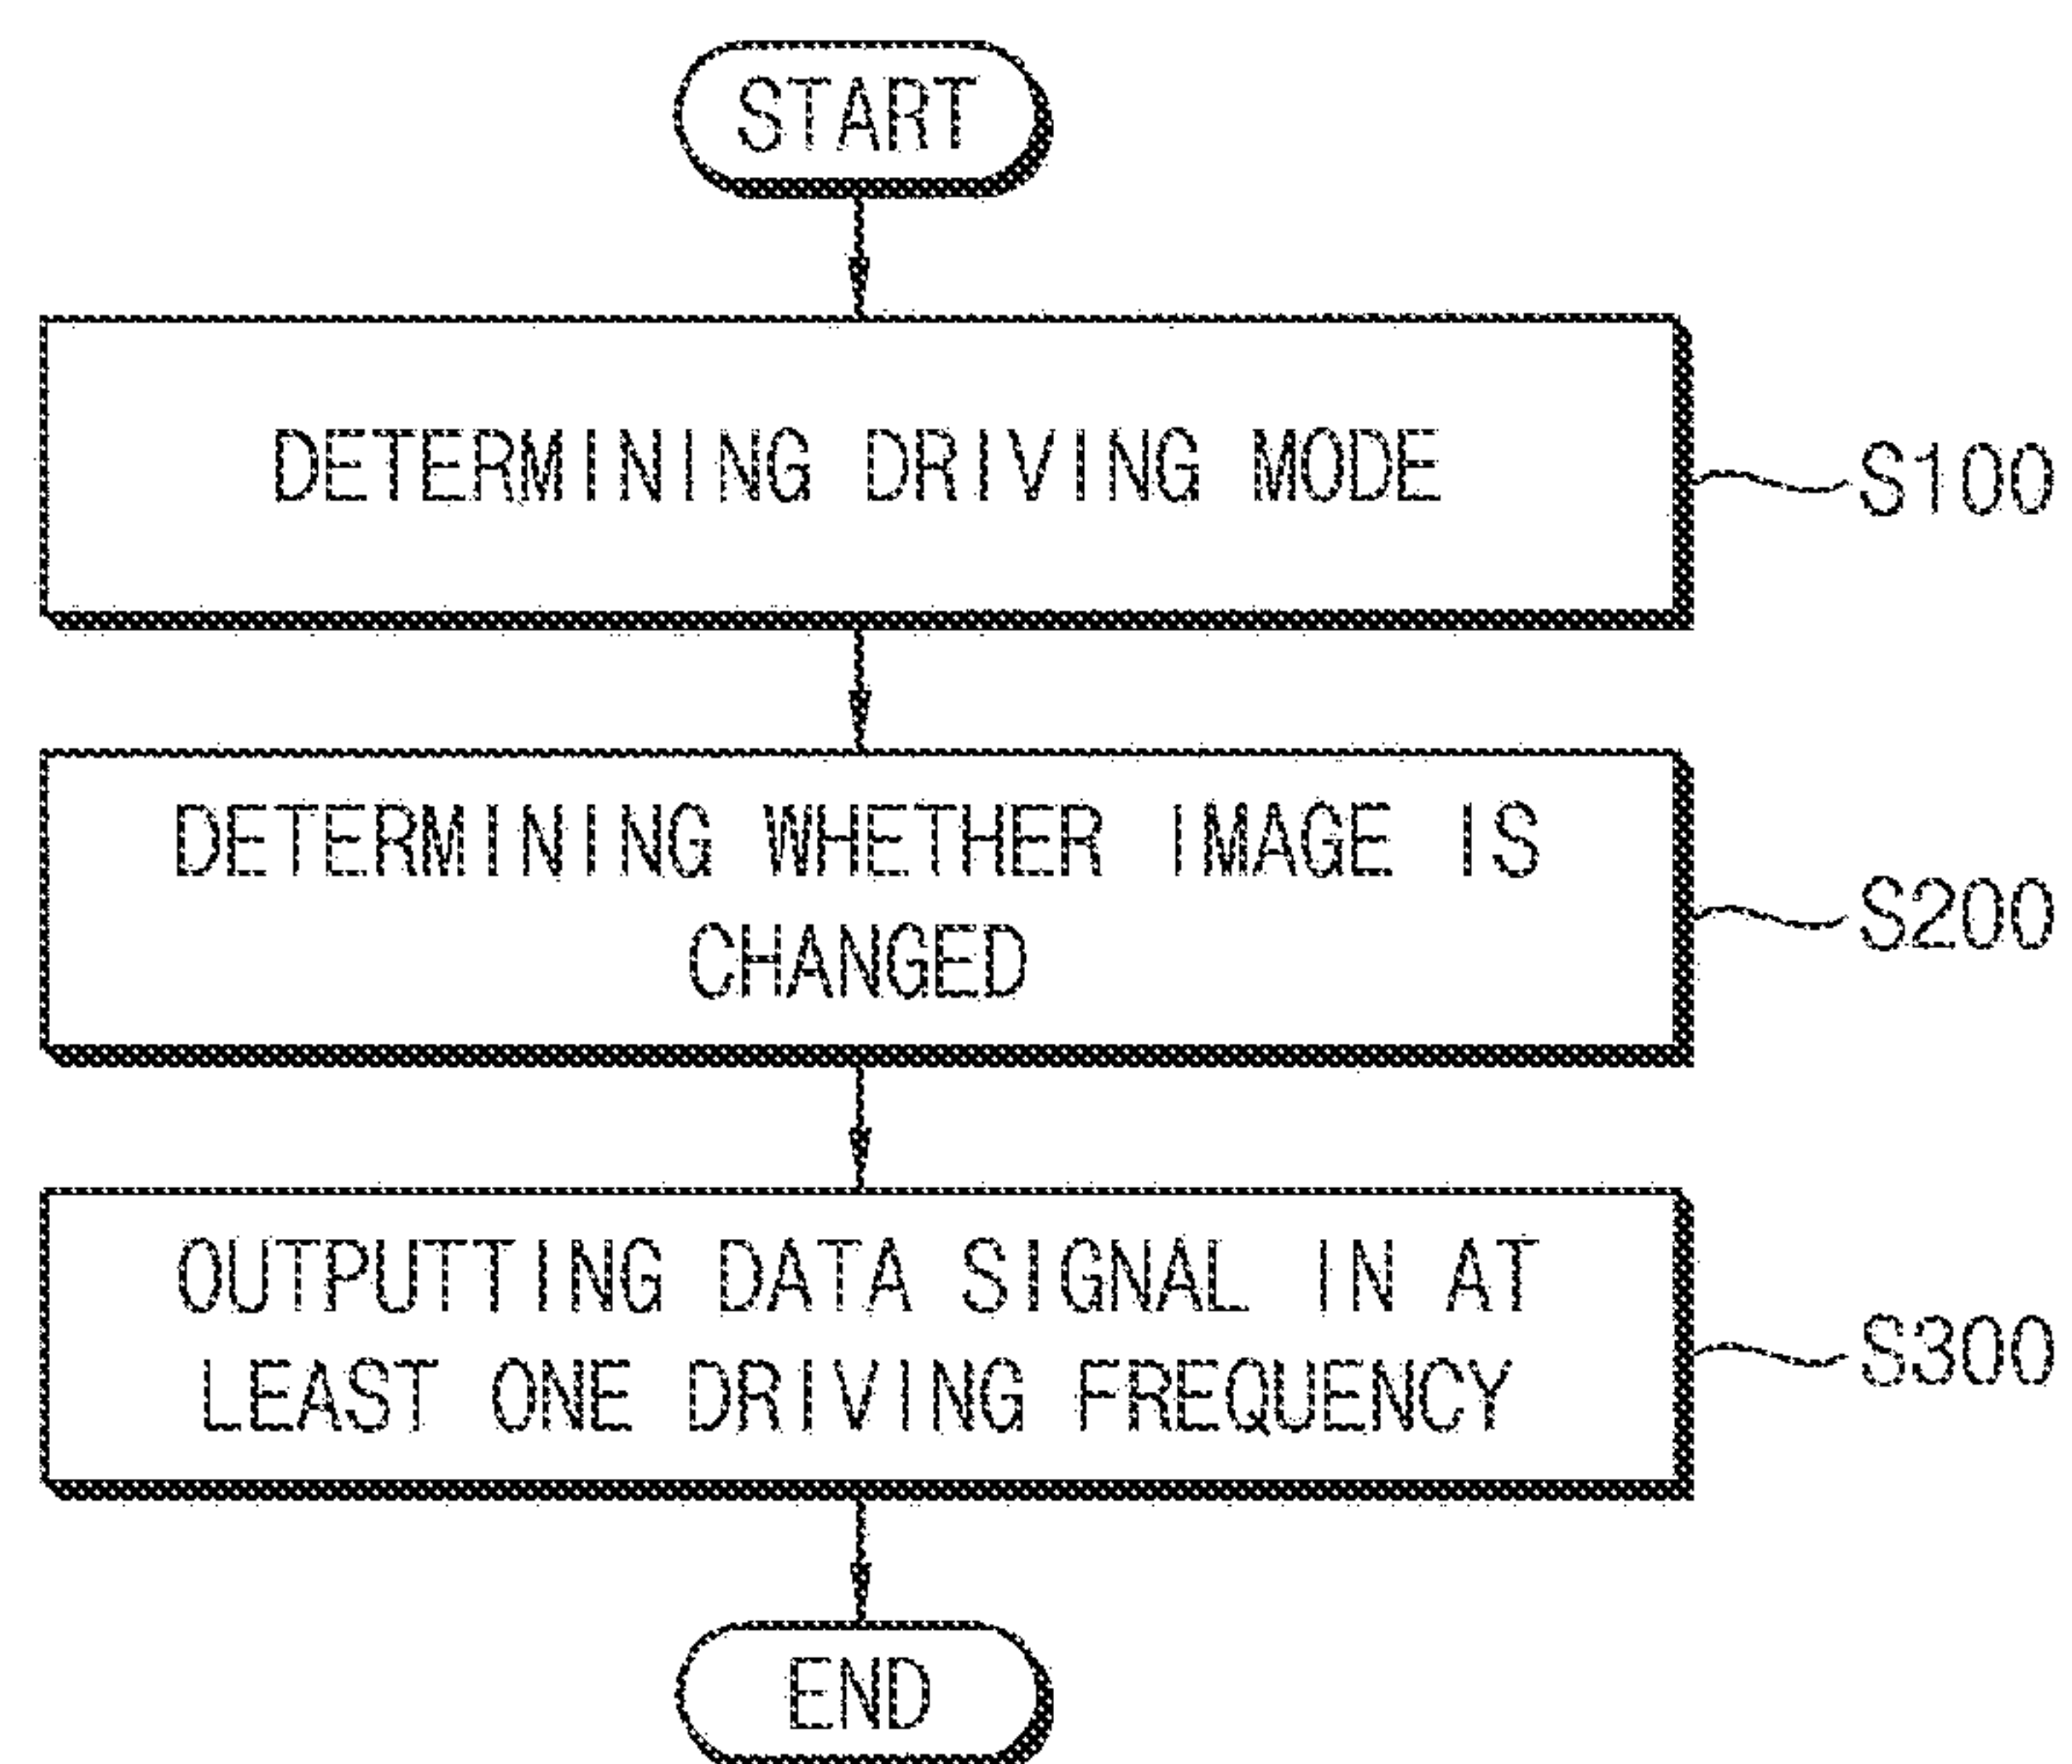 START
DETERMINING DRIVING MODE
S100
DETERMINING WHETHER IMAGE IS
CHANGED
S200
OUTPUTTING DATA SIGNAL IN AT
LEAST ONE DRIVING FREQUENCY
S300
END